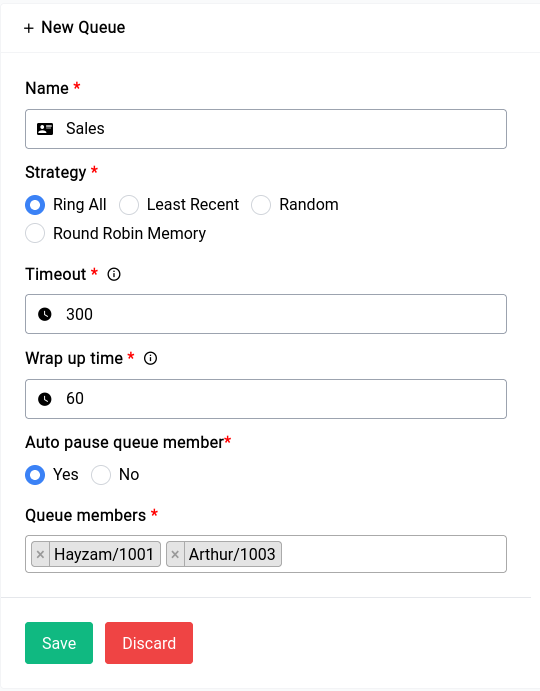 + New Queue
Name *
Sales
Strategy *
Ring All Least Recent Random
Round Robin Memory
Timeout *
300
Wrap up time *
60
Auto pause queue member*
Yes No
Queue members *
× Hayzam/1001 × Arthur/1003
Save Discard